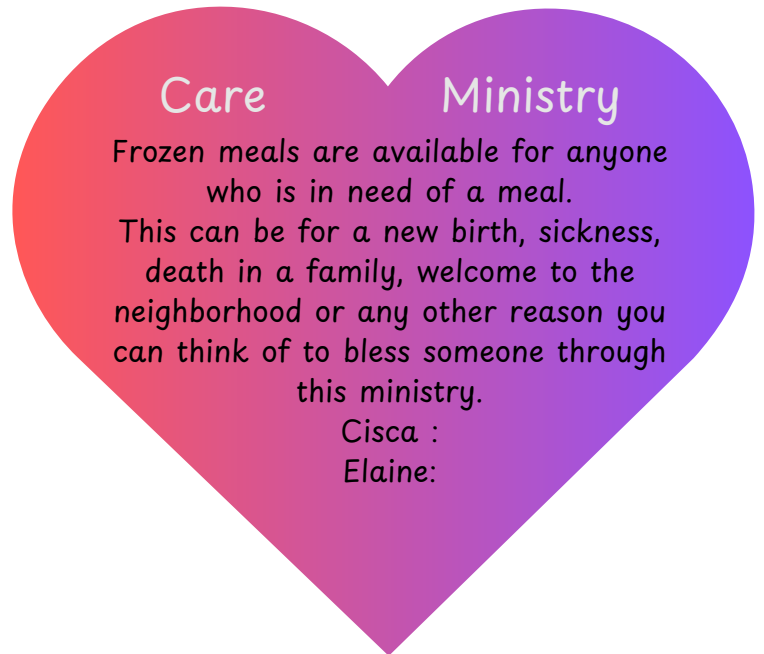 Care Ministry
Frozen meals are available for anyone
who is in need of a meal.
This can be for a new birth, sickness,
death in a family, welcome to the
neighborhood or any other reason you
can think of to bless someone through
this ministry.
Cisca :
Elaine: